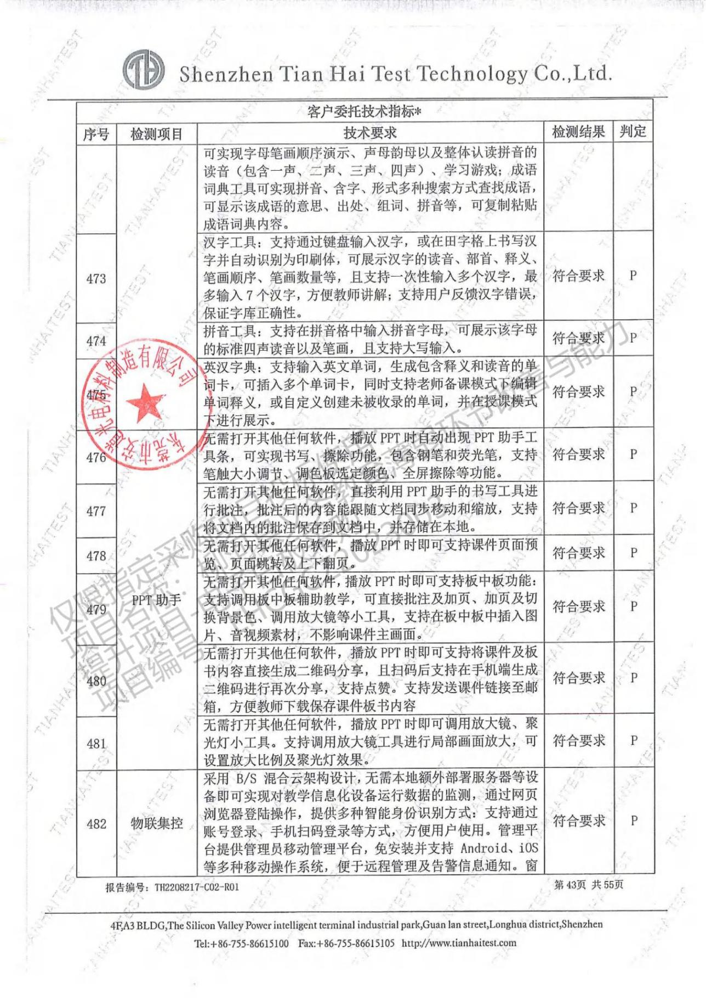 TH
Shenzhen Tian Hai Test Technology Co.,Ltd.
客户委托技术指标*
序号 检测项目 技术要求 检测结果 判定
可实现字母笔画顺序演示、声母韵母以及整体认读拼音的
读音（包含一声、二声、三声、四声）、学习游戏；成语
词典工具可实现拼音、含字、形式多种搜索方式查找成语，
可显示该成语的意思、出处、组词、拼音等，可复制粘贴
成语词典内容。
473
汉字工具：支持通过键盘输入汉字，或在田字格上书写汉
字并自动识别为印刷体，可展示汉字的读音、部首、释义、
笔画顺序、笔画数量等，且支持一次性输入多个汉字，最
多输入 7 个汉字，方便教师讲解；支持用户反馈汉字错误，
保证字库正确性。
符合要求 P
474
拼音工具：支持在拼音格中输入拼音字母，可展示该字母
的标准四声读音以及笔画，且支持大写输入。
符合要求 P
475
英汉字典：支持输入英文单词，生成包含释义和读音的单
词卡，可插入多个单词卡，同时支持老师备课模式下编辑
单词释义，或自定义创建未被收录的单词，并在授课模式
下进行展示。
符合要求 P
PPT 助手
476
无需打开其他任何软件，播放 PPT 时自动出现 PPT 助手工
具条，可实现书写、擦除功能，包含钢笔和荧光笔，支持
笔触大小调节、调色板选定颜色、全屏擦除等功能。
符合要求 P
477
无需打开其他任何软件，直接利用 PPT 助手的书写工具进
行批注，批注后的内容能跟随文档同步移动和缩放，支持
将文档内的批注保存到文档中，并存储在本地。
符合要求 P
478
无需打开其他任何软件，播放 PPT 时即可支持课件页面预
览、页面跳转及上下翻页。
符合要求 P
479
无需打开其他任何软件，播放 PPT 时即可支持板中板功能：
支持调用板中板辅助教学，可直接批注及加页、加页及切
换背景色、调用放大镜等小工具，支持在板中板中插入图
片、音视频素材，不影响课件主画面。
符合要求 P
480
无需打开其他任何软件，播放 PPT 时即可支持将课件及板
书内容直接生成二维码分享，且扫码后支持在手机端生成
二维码进行再次分享，支持点赞。支持发送课件链接至邮
箱，方便教师下载保存课件板书内容
符合要求 P
481
无需打开其他任何软件，播放 PPT 时即可调用放大镜、聚
光灯小工具。支持调用放大镜工具进行局部画面放大，可
设置放大比例及聚光灯效果。
符合要求 P
482 物联集控
采用 B/S 混合云架构设计，无需本地额外部署服务器等设
备即可实现对教学信息化设备运行数据的监测，通过网页
浏览器登陆操作，提供多种智能身份识别方式：支持通过
账号登录、手机扫码登录等方式，方便用户使用。管理平
台提供管理员移动管理平台，免安装并支持 Android、iOS
等多种移动操作系统，便于远程管理及告警信息通知。窗
符合要求 P
东莞市安道光电材料制造有限公司
仅限指定采购项目投标使用
项目编号
TIANHAITEST
报告编号：TH2208217-C02-R01 第 43页 共 55页
4F,A3 BLDG,The Silicon Valley Power intelligent terminal industrial park,Guan lan street,Longhua district,Shenzhen
Tel:+86-755-86615100 Fax:+86-755-86615105 http://www.tianhaitest.com